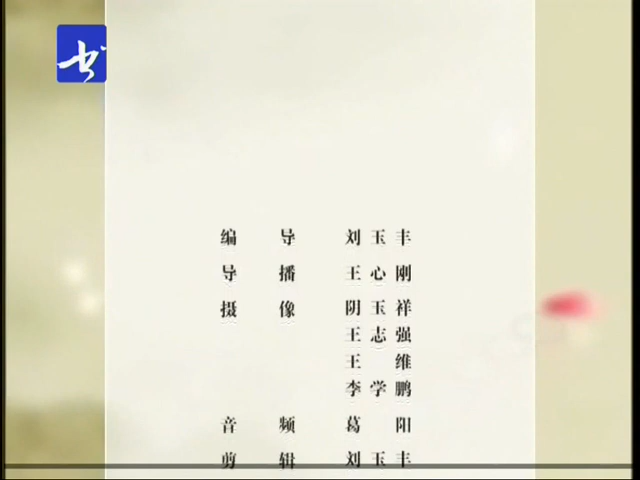 书
编导 刘玉丰
导播 王心刚
摄像 阴玉祥
王志强
王维
李学鹏
音频 葛阳
剪辑 刘玉丰